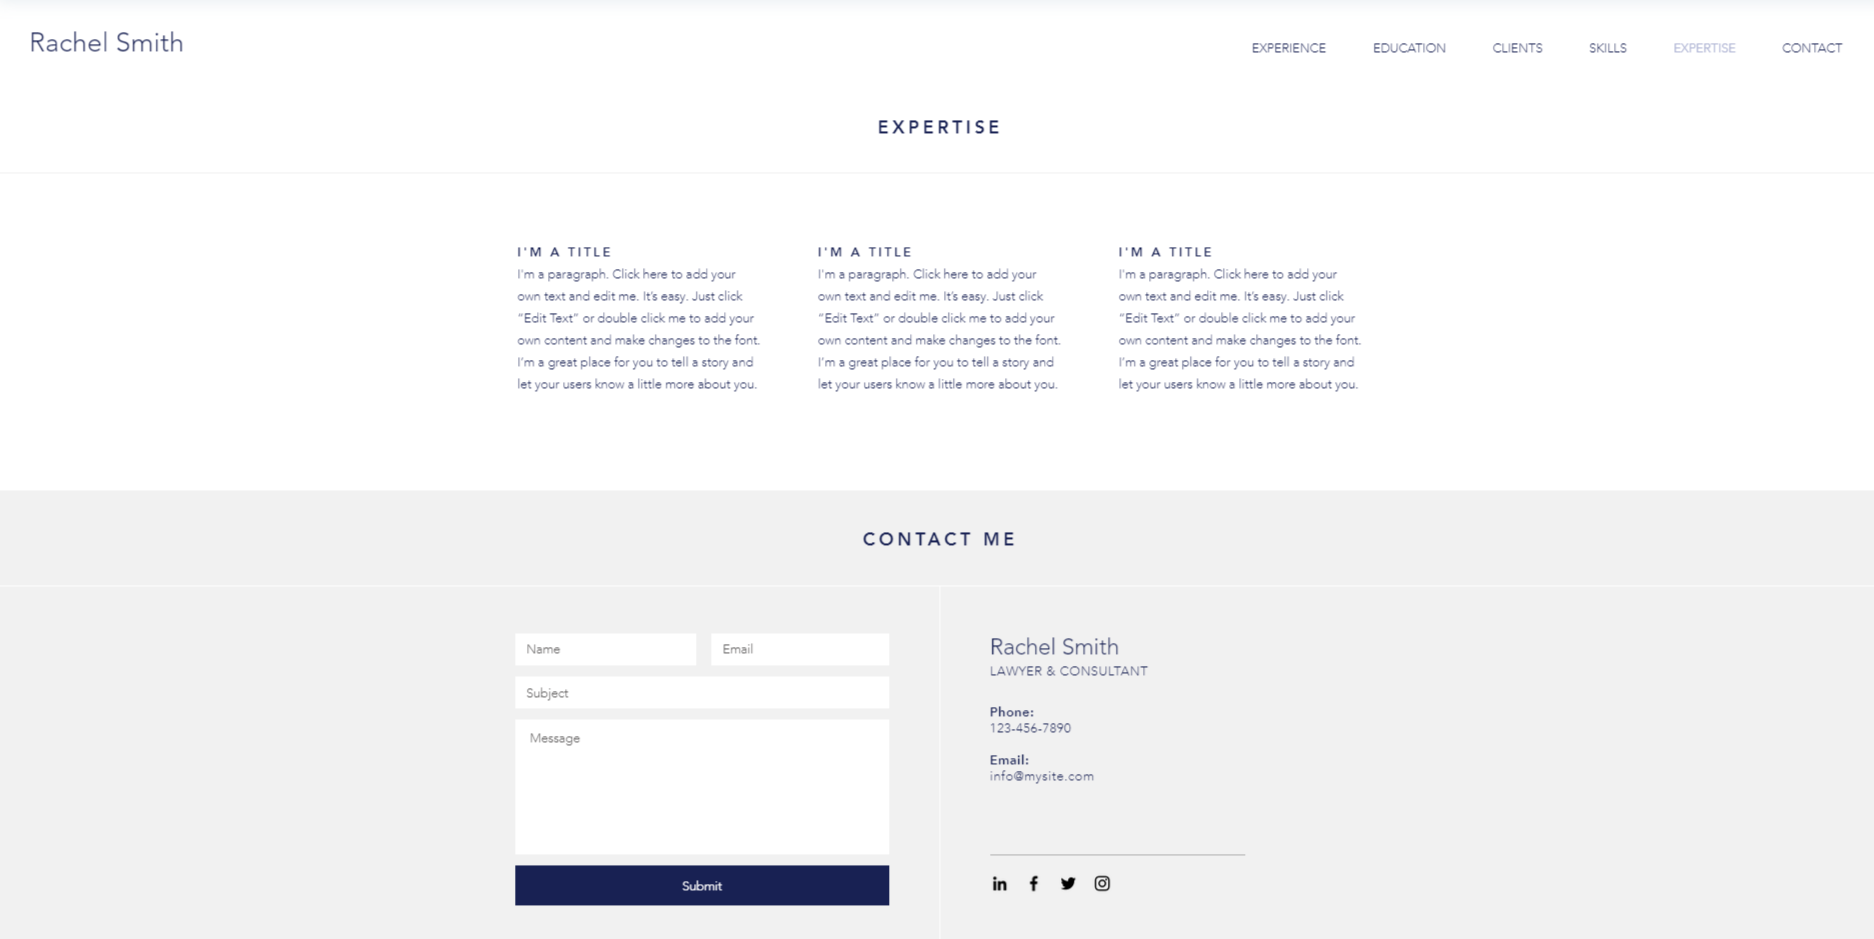 Rachel Smith
EXPERIENCE EDUCATION CLIENTS SKILLS EXPERTISE CONTACT
EXPERTISE
I'M A TITLE
I'm a paragraph. Click here to add your
own text and edit me. It's easy. Just click
“Edit Text” or double click me to add your
own content and make changes to the font.
I'm a great place for you to tell a story and
let your users know a little more about you.
I'M A TITLE
I'm a paragraph. Click here to add your
own text and edit me. It's easy. Just click
“Edit Text” or double click me to add your
own content and make changes to the font.
I'm a great place for you to tell a story and
let your users know a little more about you.
I'M A TITLE
I'm a paragraph. Click here to add your
own text and edit me. It's easy. Just click
“Edit Text” or double click me to add your
own content and make changes to the font.
I'm a great place for you to tell a story and
let your users know a little more about you.
CONTACT ME
Name
Email
Subject
Message
Submit
Rachel Smith
LAWYER & CONSULTANT
Phone:
123-456-7890
Email:
info@mysite.com